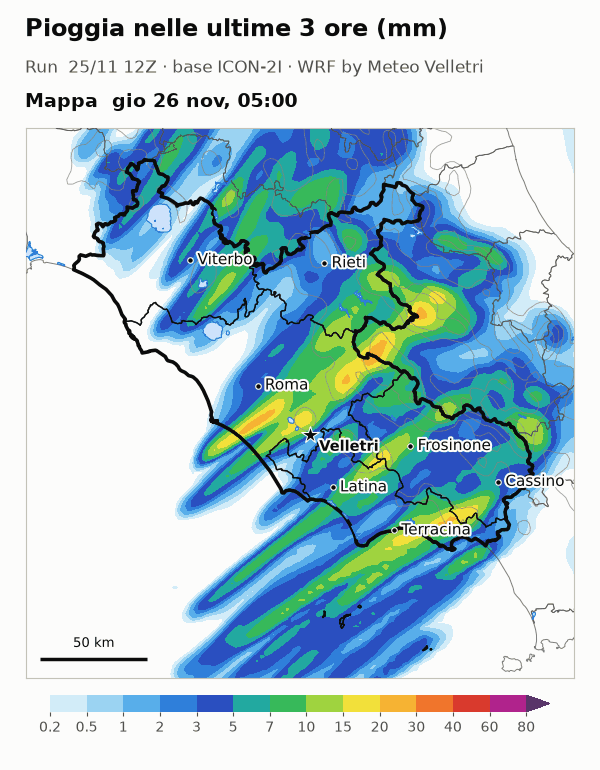 Pioggia nelle ultime 3 ore (mm)
Run  25/11 12Z · base ICON-2I · WRF by Meteo Velletri
Mappa  gio 26 nov, 05:00
Viterbo
Rieti
Roma
Velletri
Frosinone
Latina
Cassino
Terracina
50 km
0.2 0.5 1 2 3 5 7 10 15 20 30 40 60 80